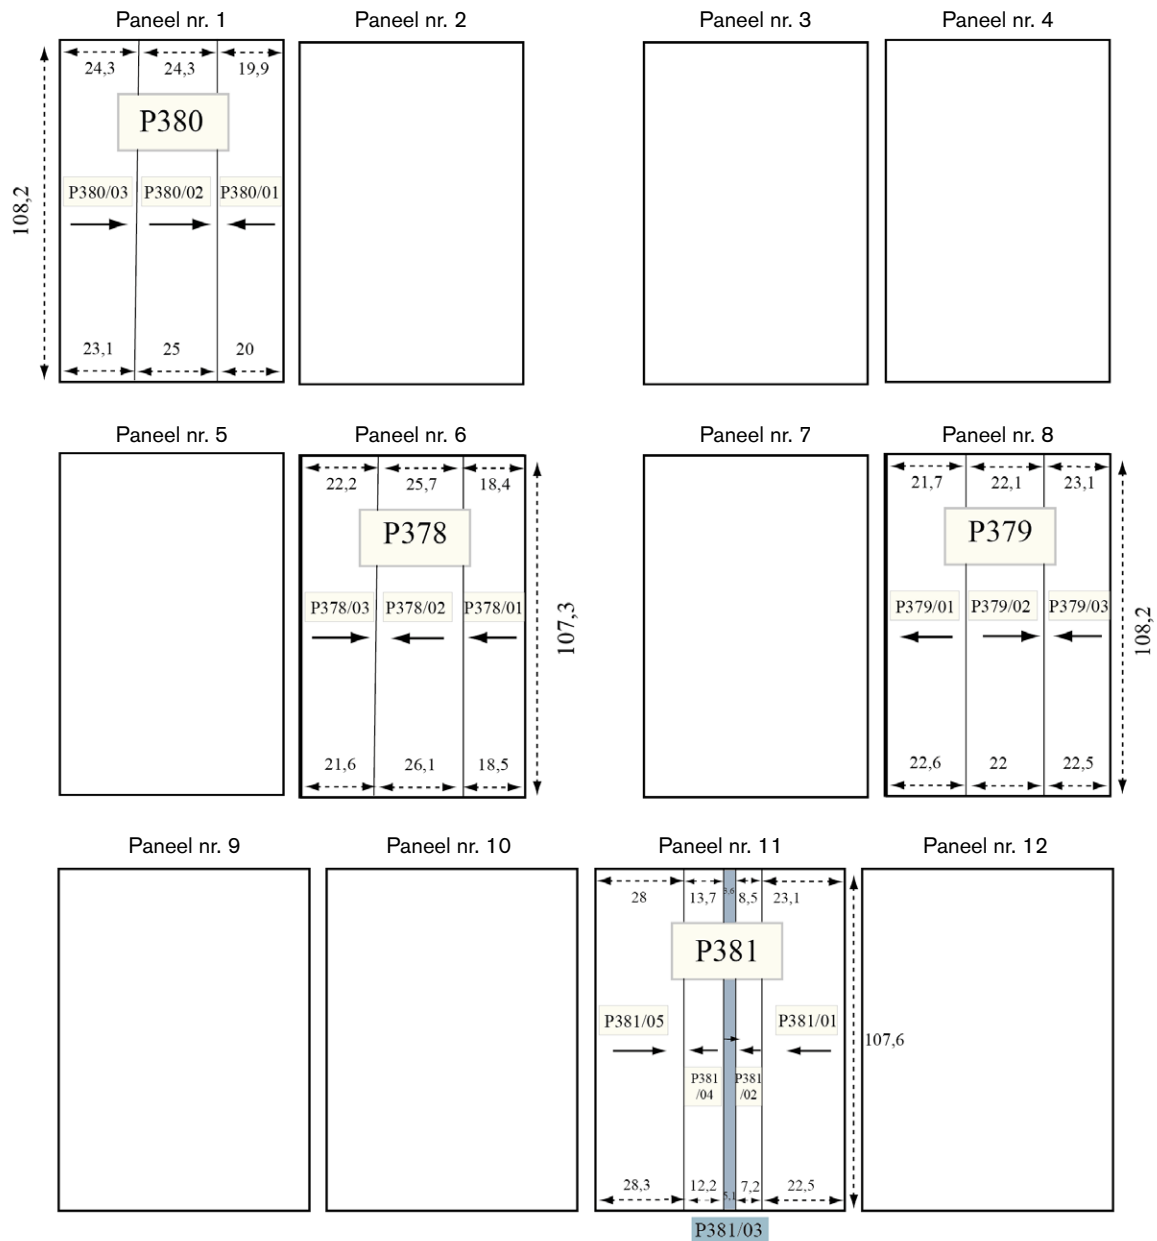 Paneel nr. 1
Paneel nr. 2
Paneel nr. 3
Paneel nr. 4
24,3
24,3
19,9
P380
P380/03
P380/02
P380/01
108,2
23,1
25
20
Paneel nr. 5
Paneel nr. 6
Paneel nr. 7
Paneel nr. 8
22,2
25,7
18,4
P378
P378/03
P378/02
P378/01
107,3
21,6
26,1
18,5
21,7
22,1
23,1
P379
P379/01
P379/02
P379/03
108,2
22,6
22
22,5
Paneel nr. 9
Paneel nr. 10
Paneel nr. 11
Paneel nr. 12
28
13,7
8,5
23,1
P381
P381/05
P381/01
107,6
P381
/04
P381
/02
28,3
12,2
5,1
7,2
22,5
P381/03